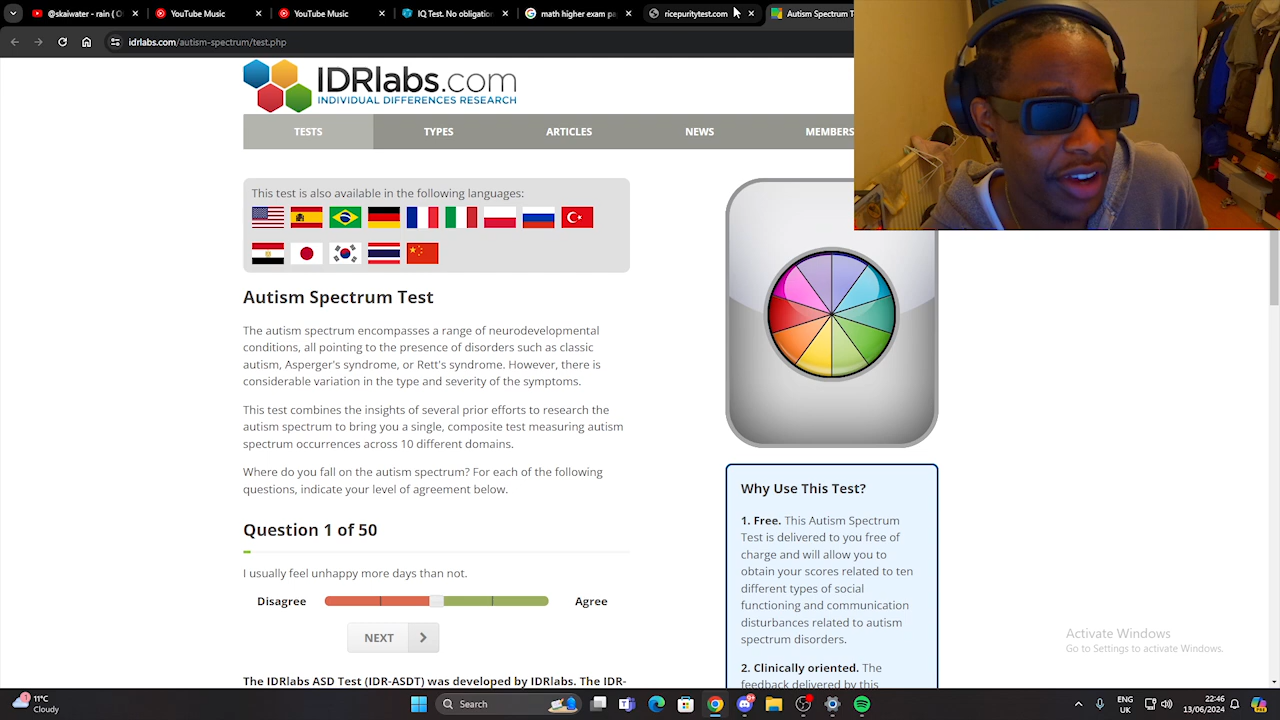 @skaiwater - rain (
YouTube Music
YouTube Music
IQ Test. No obligation
math higher exam pa
ricepuritytest.com
Autism Spectrum T
idrlabs.com/autism-spectrum/test.php
IDRlabs.com
INDIVIDUAL DIFFERENCES RESEARCH
TESTS
TYPES
ARTICLES
NEWS
MEMBERS
This test is also available in the following languages:
Autism Spectrum Test
The autism spectrum encompasses a range of neurodevelopmental
conditions, all pointing to the presence of disorders such as classic
autism, Asperger's syndrome, or Rett's syndrome. However, there is
considerable variation in the type and severity of the symptoms.
This test combines the insights of several prior efforts to research the
autism spectrum to bring you a single, composite test measuring autism
spectrum occurrences across 10 different domains.
Where do you fall on the autism spectrum? For each of the following
questions, indicate your level of agreement below.
Question 1 of 50
I usually feel unhappy more days than not.
Disagree
Agree
NEXT
The IDRlabs ASD Test (IDR-ASDT) was developed by IDRlabs. The IDR-
Why Use This Test?
1. Free. This Autism Spectrum
Test is delivered to you free of
charge and will allow you to
obtain your scores related to ten
different types of social
functioning and communication
disturbances related to autism
spectrum disorders.
2. Clinically oriented. The
feedback delivered by this
Activate Windows
Go to Settings to activate Windows.
11°C
Cloudy
Search
ENG
UK
22:46
13/06/2024